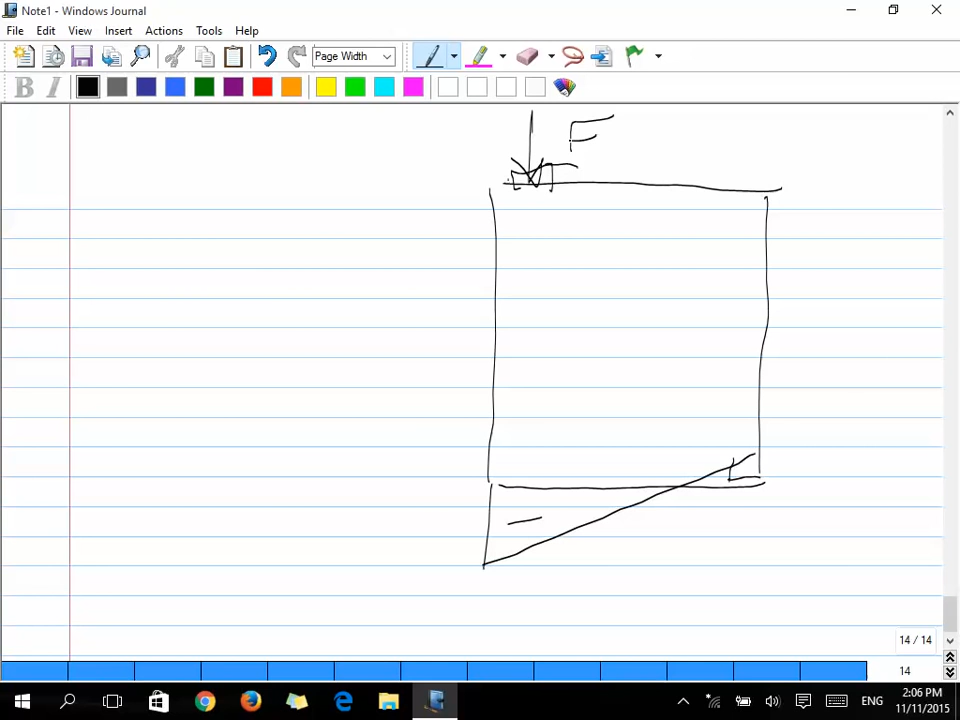 Note1 - Windows Journal
File Edit View Insert Actions Tools Help
Page Width
B I
F
14 / 14
14
ENG
2:06 PM
11/11/2015